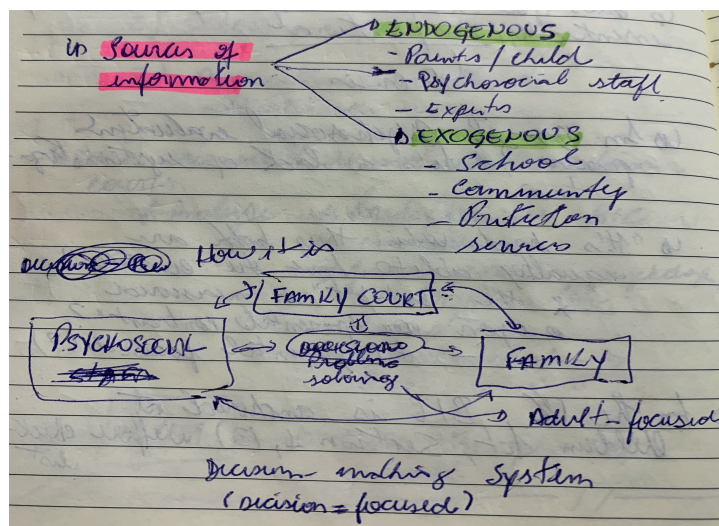 ↳ Sources of information
ENDOGENOUS
- Parents / child
- Psychosocial staff
- Experts
EXOGENOUS
- School
- Community
- Protection services
How it is
FAMILY COURT
PSYCHOSOCIAL
Problem solving
FAMILY
Adult-focused
Decision-making System
(Decision-focused)